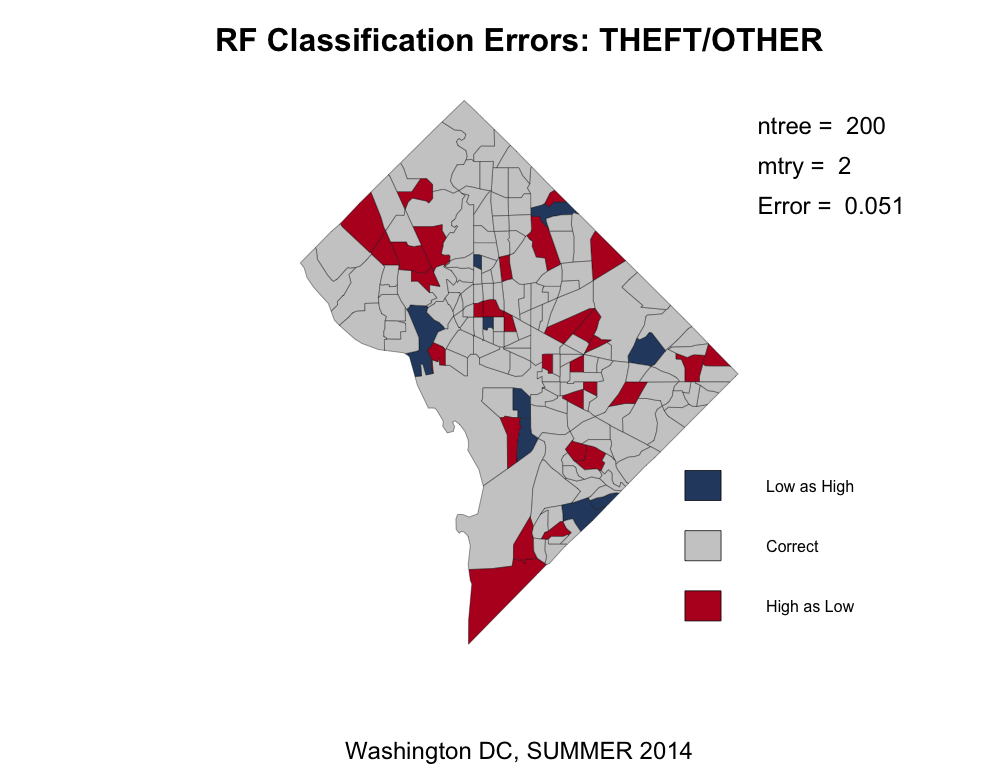 RF Classification Errors: THEFT/OTHER
ntree =  200
mtry =  2
Error =  0.051
Low as High
Correct
High as Low
Washington DC, SUMMER 2014